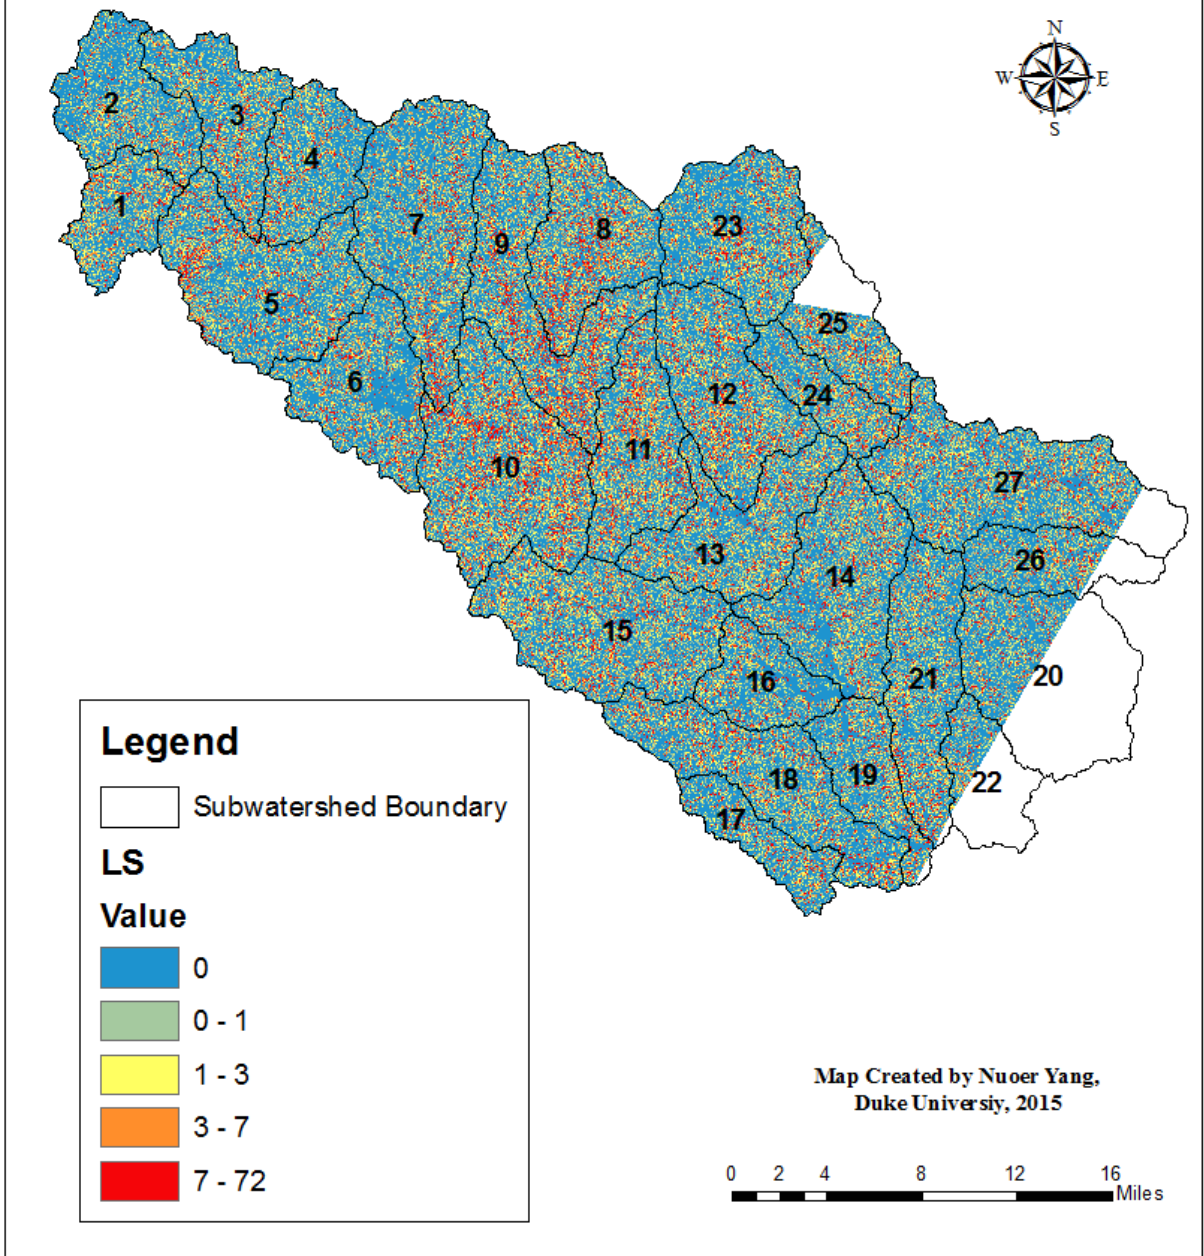 N
W E
S
2
3
4
1
7
9
8
23
5
25
6
12
24
11
10
27
13
26
14
15
16
21
20
18
19
22
17
Legend
Subwatershed Boundary
LS
Value
0
0 - 1
1 - 3
3 - 7
7 - 72
Map Created by Nuoer Yang,
Duke Universiy, 2015
0 2 4 8 12 16
Miles